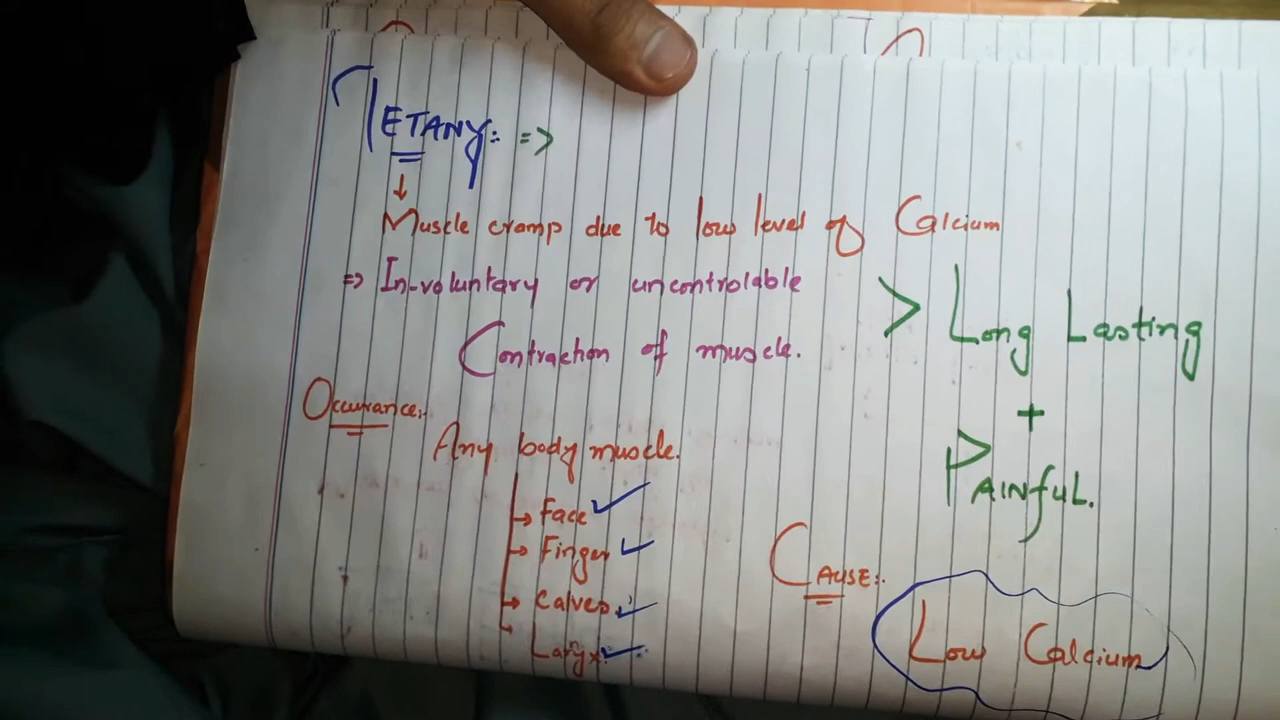 TETANY:- =>
↓
Muscle cramp due to low level of Calcium
=> In-voluntary or uncontrolable
Contraction of muscle.
> Long Lasting
+
PAINfUL.
Occurance:-
Any body muscle.
→ Face ✓
→ Finger ✓
→ Calves ✓
Laryx ✓
CAUSE:-
Low Calcium